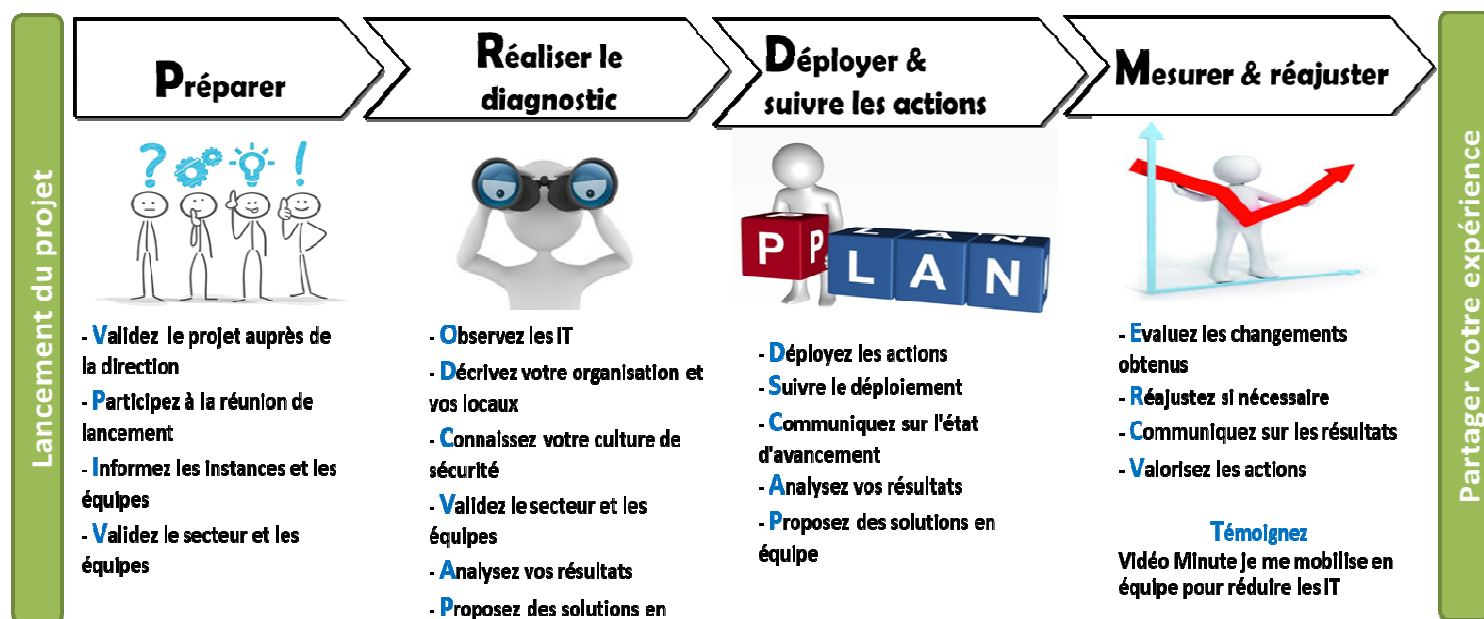 Lancement du projet
Préparer
- Validez le projet auprès de
la direction
- Participez à la réunion de
lancement
- Informez les instances et les
équipes
- Validez le secteur et les
équipes
Réaliser le
diagnostic
- Observez les IT
- Décrivez votre organisation et
vos locaux
- Connaissez votre culture de
sécurité
- Validez le secteur et les
équipes
- Analysez vos résultats
- Proposez des solutions en
Déployer &
suivre les actions
P P L A N
L A N
- Déployez les actions
- Suivre le déploiement
- Communiquez sur l'état
d'avancement
- Analysez vos résultats
- Proposez des solutions en
équipe
Mesurer & réajuster
- Evaluez les changements
obtenus
- Réajustez si nécessaire
- Communiquez sur les résultats
- Valorisez les actions
Témoignez
Vidéo Minute je me mobilise en
équipe pour réduire les IT
Partager votre expérience